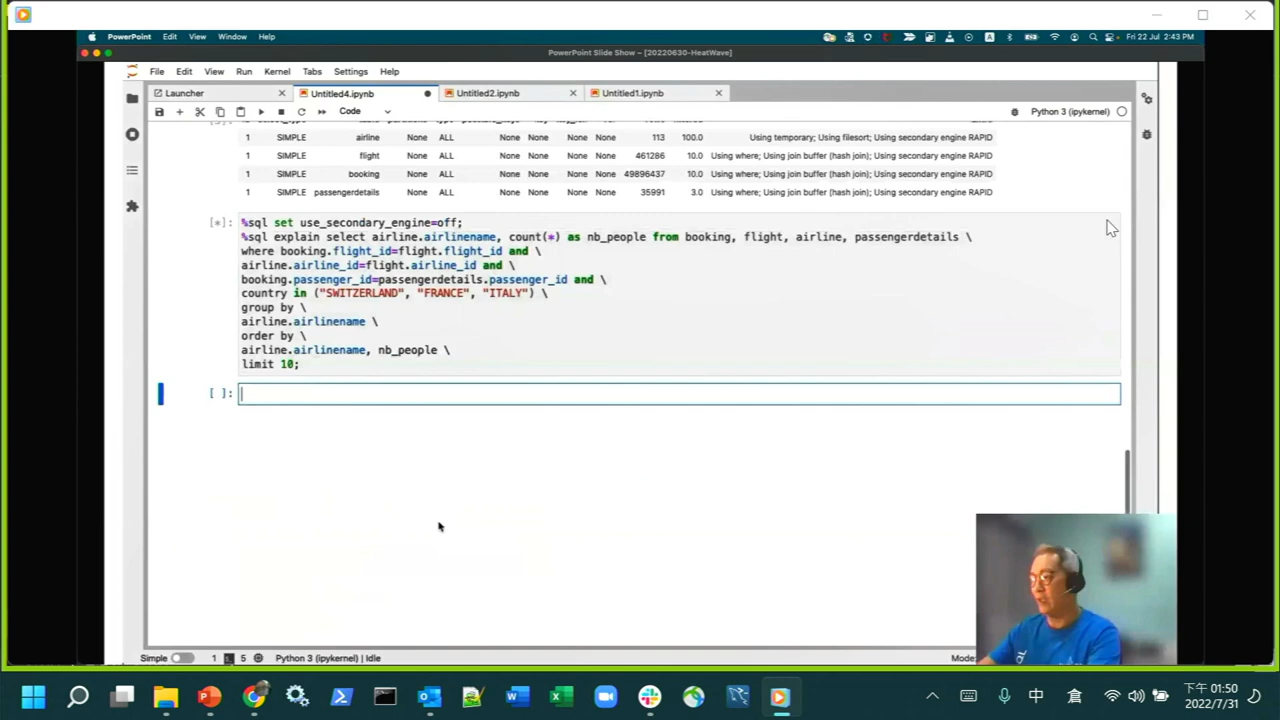 PowerPoint Edit View Window Help
Fri 22 Jul 2:43 PM
PowerPoint Slide Show – [20220630-HeatWave]
File Edit View Run Kernel Tabs Settings Help
Launcher Untitled4.ipynb Untitled2.ipynb Untitled1.ipynb
Code Python 3 (ipykernel)
1 SIMPLE airline None ALL None None None None 113 100.0 Using temporary; Using filesort; Using secondary engine RAPID
1 SIMPLE flight None ALL None None None None 461286 10.0 Using where; Using join buffer (hash join); Using secondary engine RAPID
1 SIMPLE booking None ALL None None None None 49896437 10.0 Using where; Using join buffer (hash join); Using secondary engine RAPID
1 SIMPLE passengerdetails None ALL None None None None 35991 3.0 Using where; Using join buffer (hash join); Using secondary engine RAPID
[*]: %sql set use_secondary_engine=off;
%sql explain select airline.airlinename, count(*) as nb_people from booking, flight, airline, passengerdetails \
where booking.flight_id=flight.flight_id and \
airline.airline_id=flight.airline_id and \
booking.passenger_id=passengerdetails.passenger_id and \
country in ("SWITZERLAND", "FRANCE", "ITALY") \
group by \
airline.airlinename \
order by \
airline.airlinename, nb_people \
limit 10;
[ ]:
Simple 1 5 Python 3 (ipykernel) | Idle Mode:
中 下午 01:50
2022/7/31